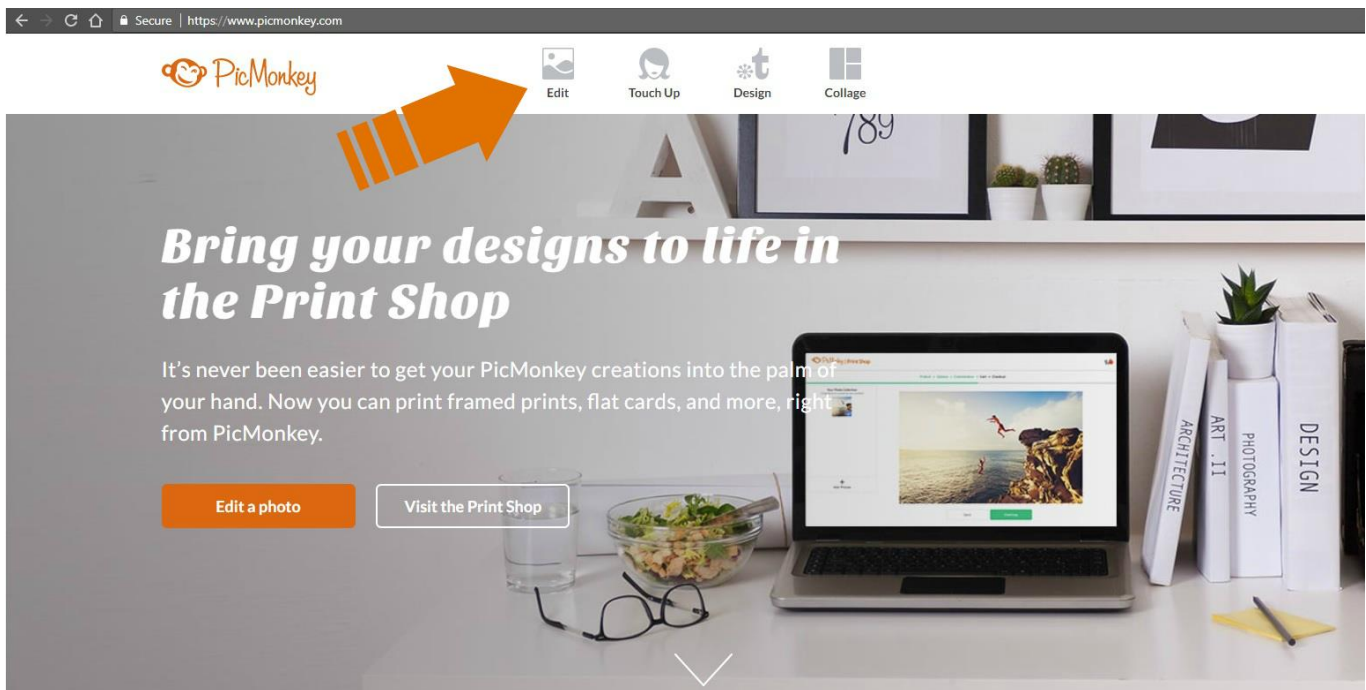 Secure | https://www.picmonkey.com
PicMonkey
Edit
Touch Up
Design
Collage
789
A
Bring your designs to life in
the Print Shop
It's never been easier to get your PicMonkey creations into the palm of
your hand. Now you can print framed prints, flat cards, and more, right
from PicMonkey.
Edit a photo
Visit the Print Shop
ARCHITECTURE
ART .II
PHOTOGRAPHY
DESIGN